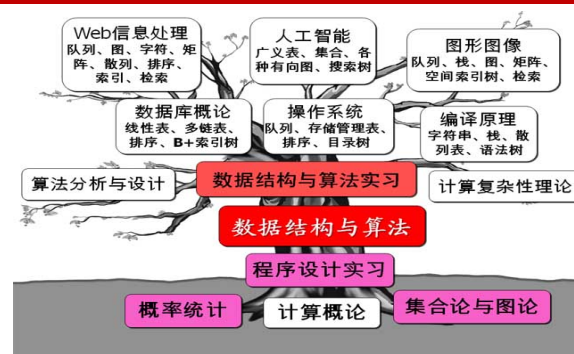 Web信息处理
队列、图、字符、矩
阵、散列、排序、
索引、检索
人工智能
广义表、集合、各
种有向图、搜索树
图形图像
队列、栈、图、矩阵、
空间索引树、检索
数据库概论
线性表、多链表、
排序、B+索引树
操作系统
队列、存储管理表、
排序、目录树
编译原理
字符串、栈、散
列表、语法树
算法分析与设计
数据结构与算法实习
计算复杂性理论
数据结构与算法
程序设计实习
概率统计
计算概论
集合论与图论